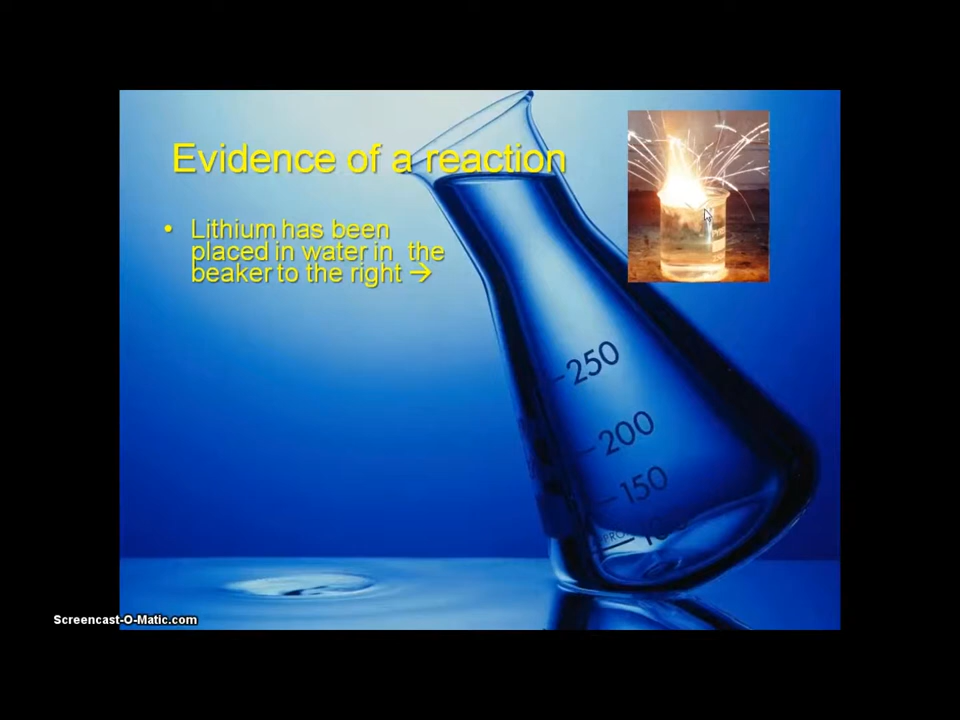 Evidence of a reaction
• Lithium has been
placed in water in the
beaker to the right →
250
200
150
Screencast-O-Matic.com